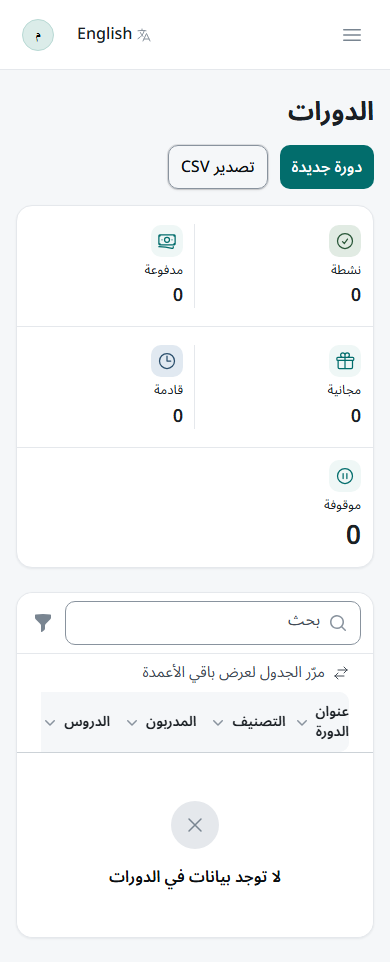 English
م
الدورات
دورة جديدة
تصدير CSV
نشطة
0
مدفوعة
0
مجانية
0
قادمة
0
موقوفة
0
بحث
مرّر الجدول لعرض باقي الأعمدة
عنوان الدورة
التصنيف
المدربون
الدروس
لا توجد بيانات في الدورات